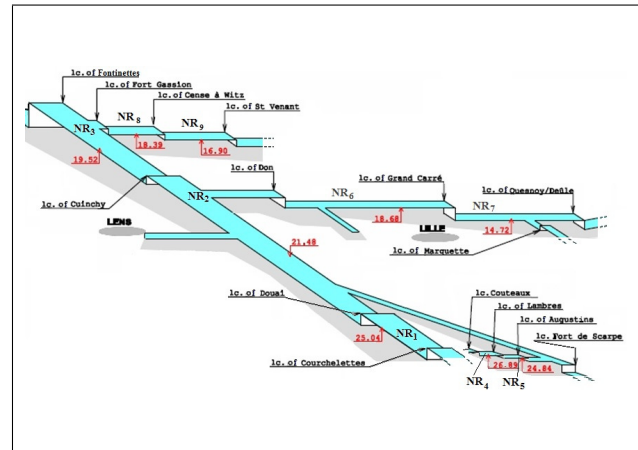 lc. of Fontinettes
lc. of Fort Gassion
lc. of Cense à Witz
NR8
lc. of St Venant
NR9
NR3
18.39
16.90
19.52
lc. of Don
lc. of Grand Carré
lc. of Cuinchy
NR2
NR6
lc. of Quesnoy/Deûle
NR7
LENS
18.68
LILLE
14.72
21.48
lc. of Marquette
lc. of Douai
lc. Couteaux
lc. of Lambres
lc. of Augustins
NR1
25.04
lc. Fort de Scarpe
lc. of Courchelettes
26.89
24.84
NR4
NR5